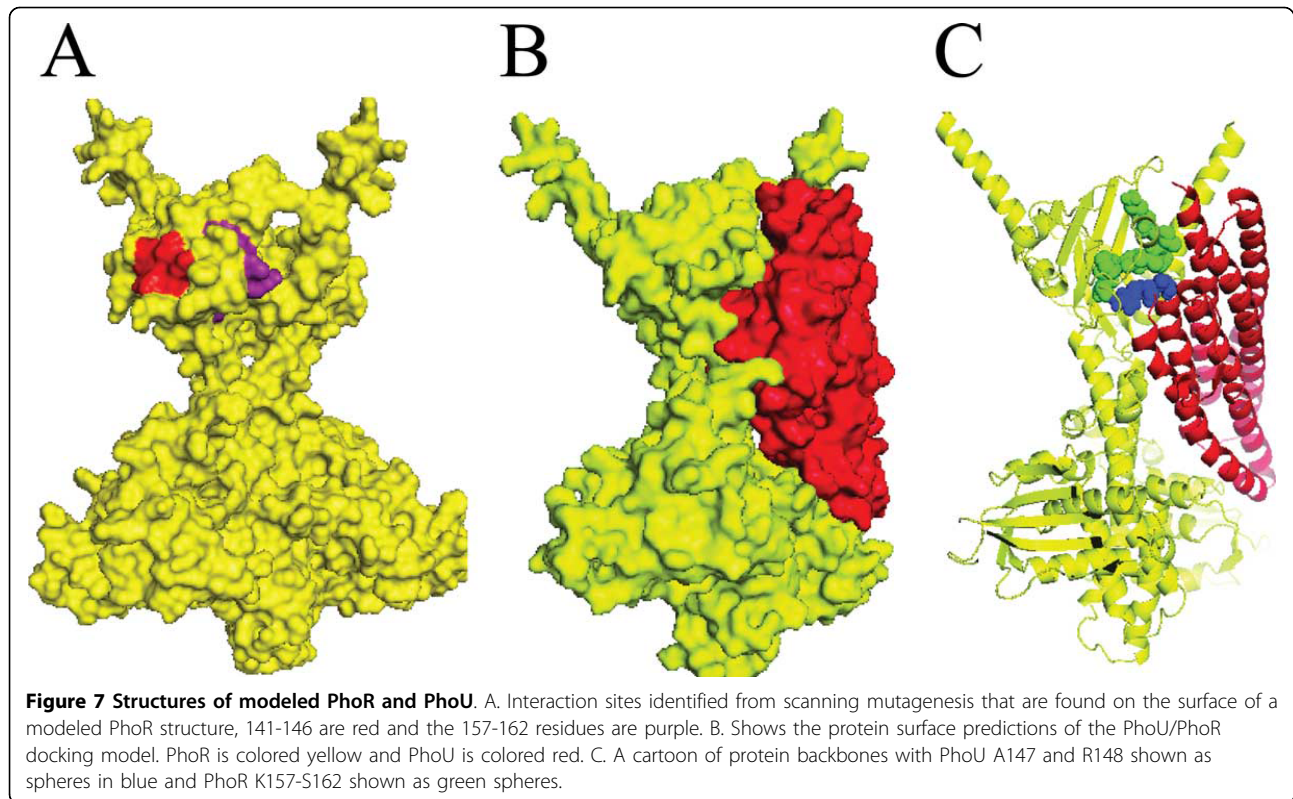 A
B
C
Figure 7 Structures of modeled PhoR and PhoU. A. Interaction sites identified from scanning mutagenesis that are found on the surface of a
modeled PhoR structure, 141-146 are red and the 157-162 residues are purple. B. Shows the protein surface predictions of the PhoU/PhoR
docking model. PhoR is colored yellow and PhoU is colored red. C. A cartoon of protein backbones with PhoU A147 and R148 shown as
spheres in blue and PhoR K157-S162 shown as green spheres.